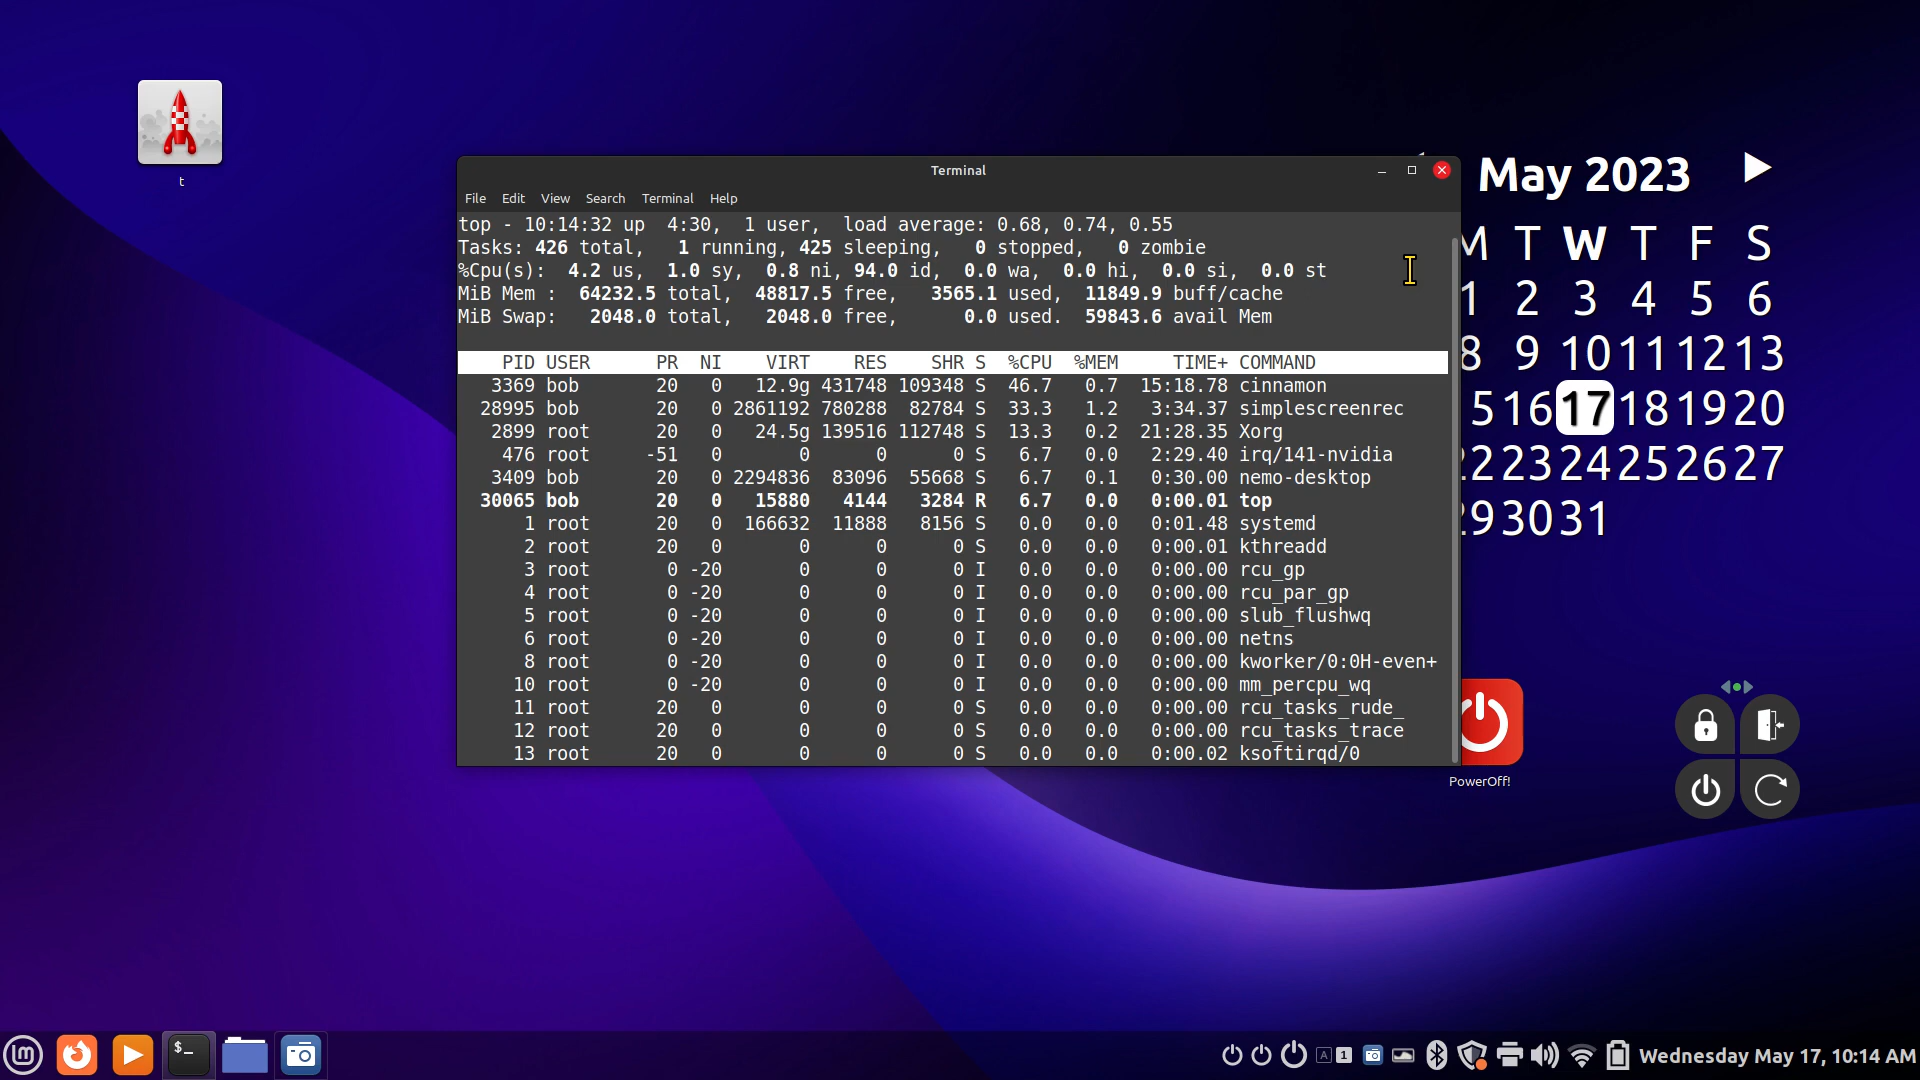 t
Terminal
File Edit View Search Terminal Help
top - 10:14:32 up  4:30,  1 user,  load average: 0.68, 0.74, 0.55
Tasks: 426 total,   1 running, 425 sleeping,   0 stopped,   0 zombie
%Cpu(s):  4.2 us,  1.0 sy,  0.8 ni, 94.0 id,  0.0 wa,  0.0 hi,  0.0 si,  0.0 st
MiB Mem :  64232.5 total,  48817.5 free,   3565.1 used,  11849.9 buff/cache
MiB Swap:   2048.0 total,   2048.0 free,      0.0 used.  59843.6 avail Mem
PID USER PR NI VIRT RES SHR S %CPU %MEM TIME+ COMMAND
3369 bob 20 0 12.9g 431748 109348 S 46.7 0.7 15:18.78 cinnamon
28995 bob 20 0 2861192 780288 82784 S 33.3 1.2 3:34.37 simplescreenrec
2899 root 20 0 24.5g 139516 112748 S 13.3 0.2 21:28.35 Xorg
476 root -51 0 0 0 0 S 6.7 0.0 2:29.40 irq/141-nvidia
3409 bob 20 0 2294836 83096 55668 S 6.7 0.1 0:30.00 nemo-desktop
30065 bob 20 0 15880 4144 3284 R 6.7 0.0 0:00.01 top
1 root 20 0 166632 11888 8156 S 0.0 0.0 0:01.48 systemd
2 root 20 0 0 0 0 S 0.0 0.0 0:00.01 kthreadd
3 root 0 -20 0 0 0 I 0.0 0.0 0:00.00 rcu_gp
4 root 0 -20 0 0 0 I 0.0 0.0 0:00.00 rcu_par_gp
5 root 0 -20 0 0 0 I 0.0 0.0 0:00.00 slub_flushwq
6 root 0 -20 0 0 0 I 0.0 0.0 0:00.00 netns
8 root 0 -20 0 0 0 I 0.0 0.0 0:00.00 kworker/0:0H-even+
10 root 0 -20 0 0 0 I 0.0 0.0 0:00.00 mm_percpu_wq
11 root 20 0 0 0 0 S 0.0 0.0 0:00.00 rcu_tasks_rude_
12 root 20 0 0 0 0 S 0.0 0.0 0:00.00 rcu_tasks_trace
13 root 20 0 0 0 0 S 0.0 0.0 0:00.02 ksoftirqd/0
May 2023
M T W T F S
1 2 3 4 5 6
8 9 10 11 12 13
5 16 17 18 19 20
22 23 24 25 26 27
29 30 31
PowerOff!
$_
A 1
Wednesday May 17, 10:14 AM